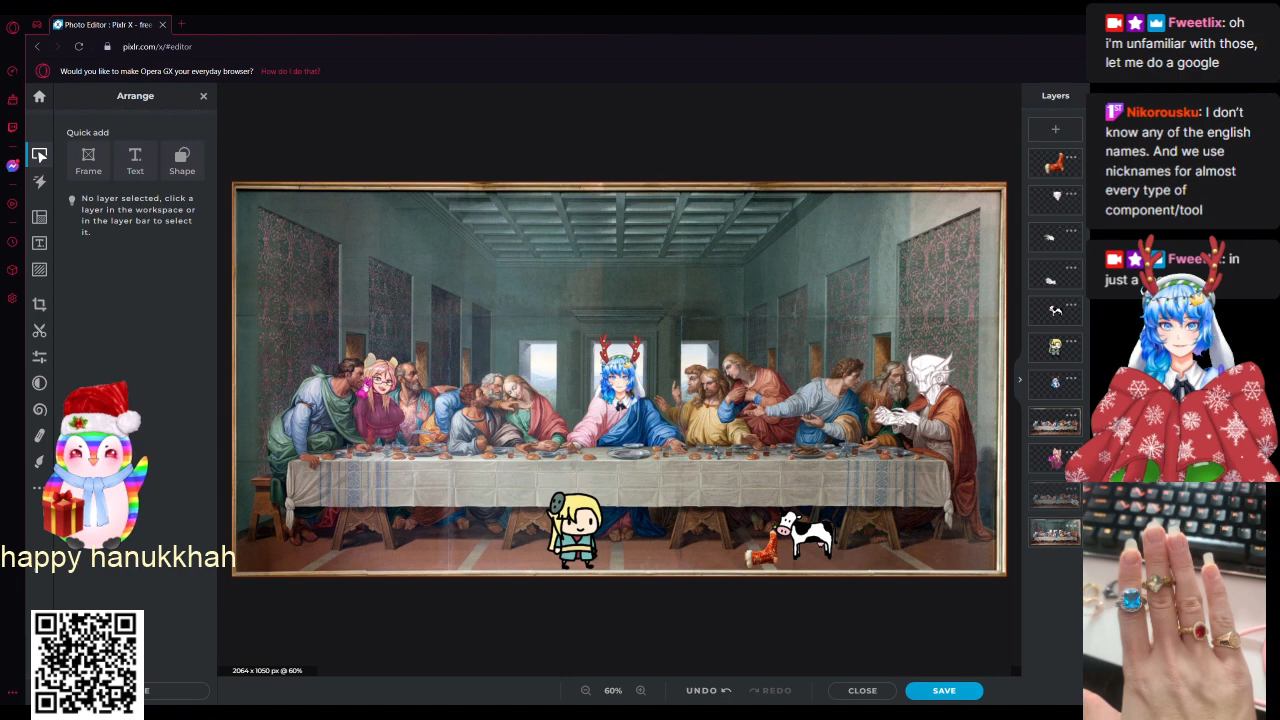 Photo Editor : Pixlr X - free
pixlr.com/x/#editor
Would you like to make Opera GX your everyday browser? How do I do that?
Arrange
Quick add
Frame
Text
Shape
No layer selected, click a
layer in the workspace or
in the layer bar to select
it.
2064 x 1050 px @ 60%
60%
UNDO
REDO
CLOSE
SAVE
Layers
Fweetlix: oh
i'm unfamiliar with those,
let me do a google
1ST Nikorousku: I don't
know any of the english
names. And we use
nicknames for almost
every type of
component/tool
in
just a
happy hanukkhah